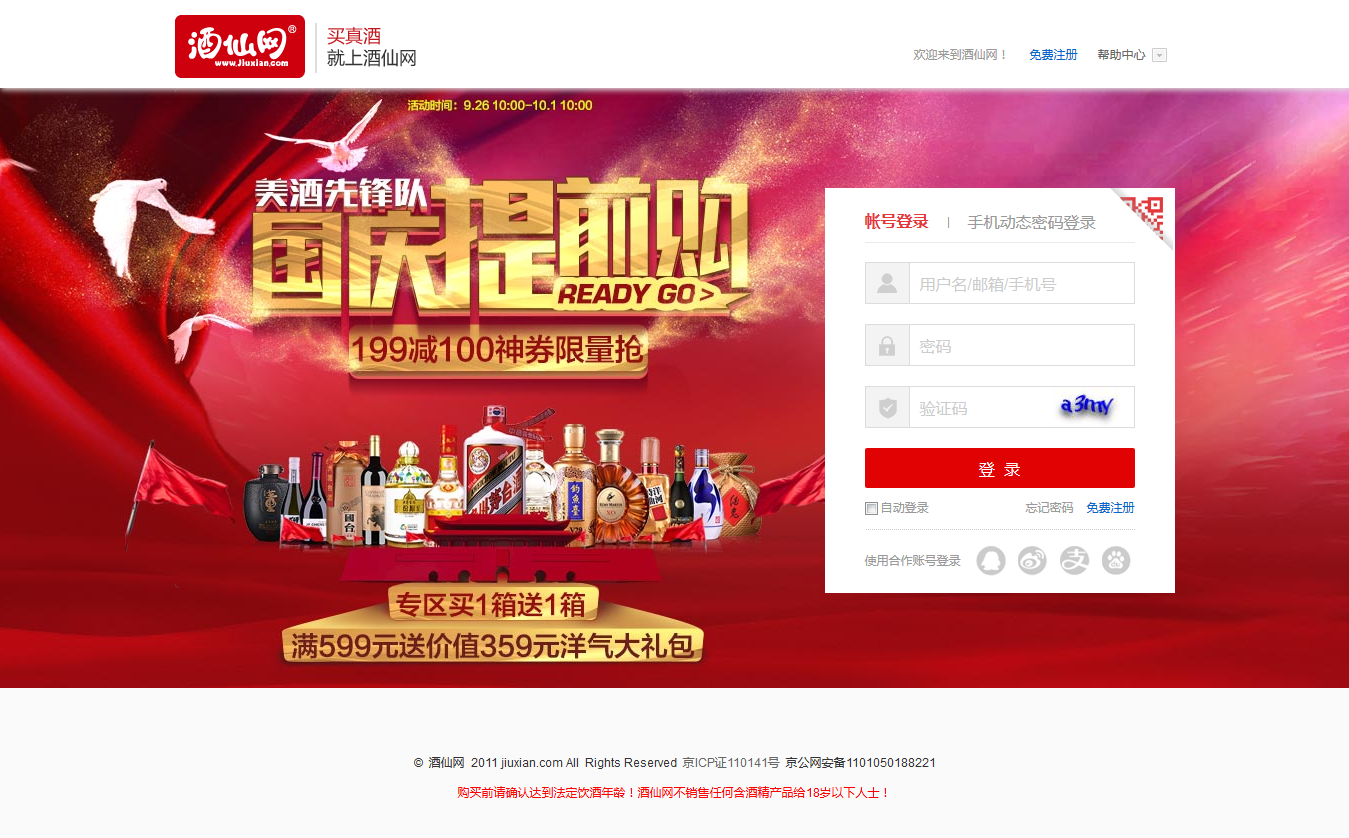 酒仙网®
www.Jiuxian.com
买真酒
就上酒仙网
欢迎来到酒仙网！ 免费注册 帮助中心
活动时间：9.26 10:00-10.1 10:00
美酒先锋队
国庆提前购
READY GO >
199减100神券限量抢
专区买1箱送1箱
满599元送价值359元洋气大礼包
帐号登录 | 手机动态密码登录
用户名/邮箱/手机号
密码
验证码 a3my
登 录
自动登录 忘记密码 免费注册
使用合作账号登录
© 酒仙网 2011 jiuxian.com All Rights Reserved 京ICP证110141号 京公网安备1101050188221
购买前请确认达到法定饮酒年龄！酒仙网不销售任何含酒精产品给18岁以下人士！